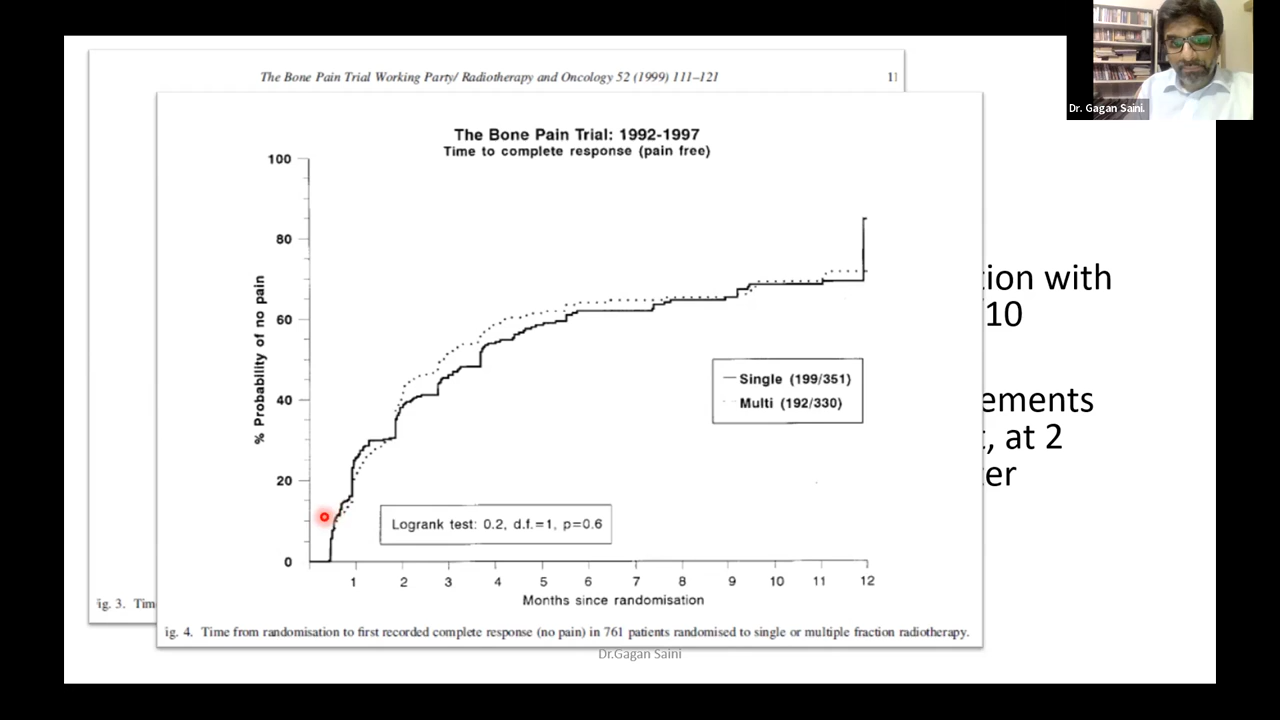 Dr. Gagan Saini.
The Bone Pain Trial Working Party/ Radiotherapy and Oncology 52 (1999) 111–121
11
The Bone Pain Trial: 1992-1997
Time to complete response (pain free)
% Probability of no pain
100
80
60
40
20
0
Single (199/351)
Multi (192/330)
Logrank test: 0.2, d.f.=1, p=0.6
1 2 3 4 5 6 7 8 9 10 11 12
Months since randomisation
ig. 3. Tim
ig. 4. Time from randomisation to first recorded complete response (no pain) in 761 patients randomised to single or multiple fraction radiotherapy.
tion with
10
ements
, at 2
er
Dr.Gagan Saini